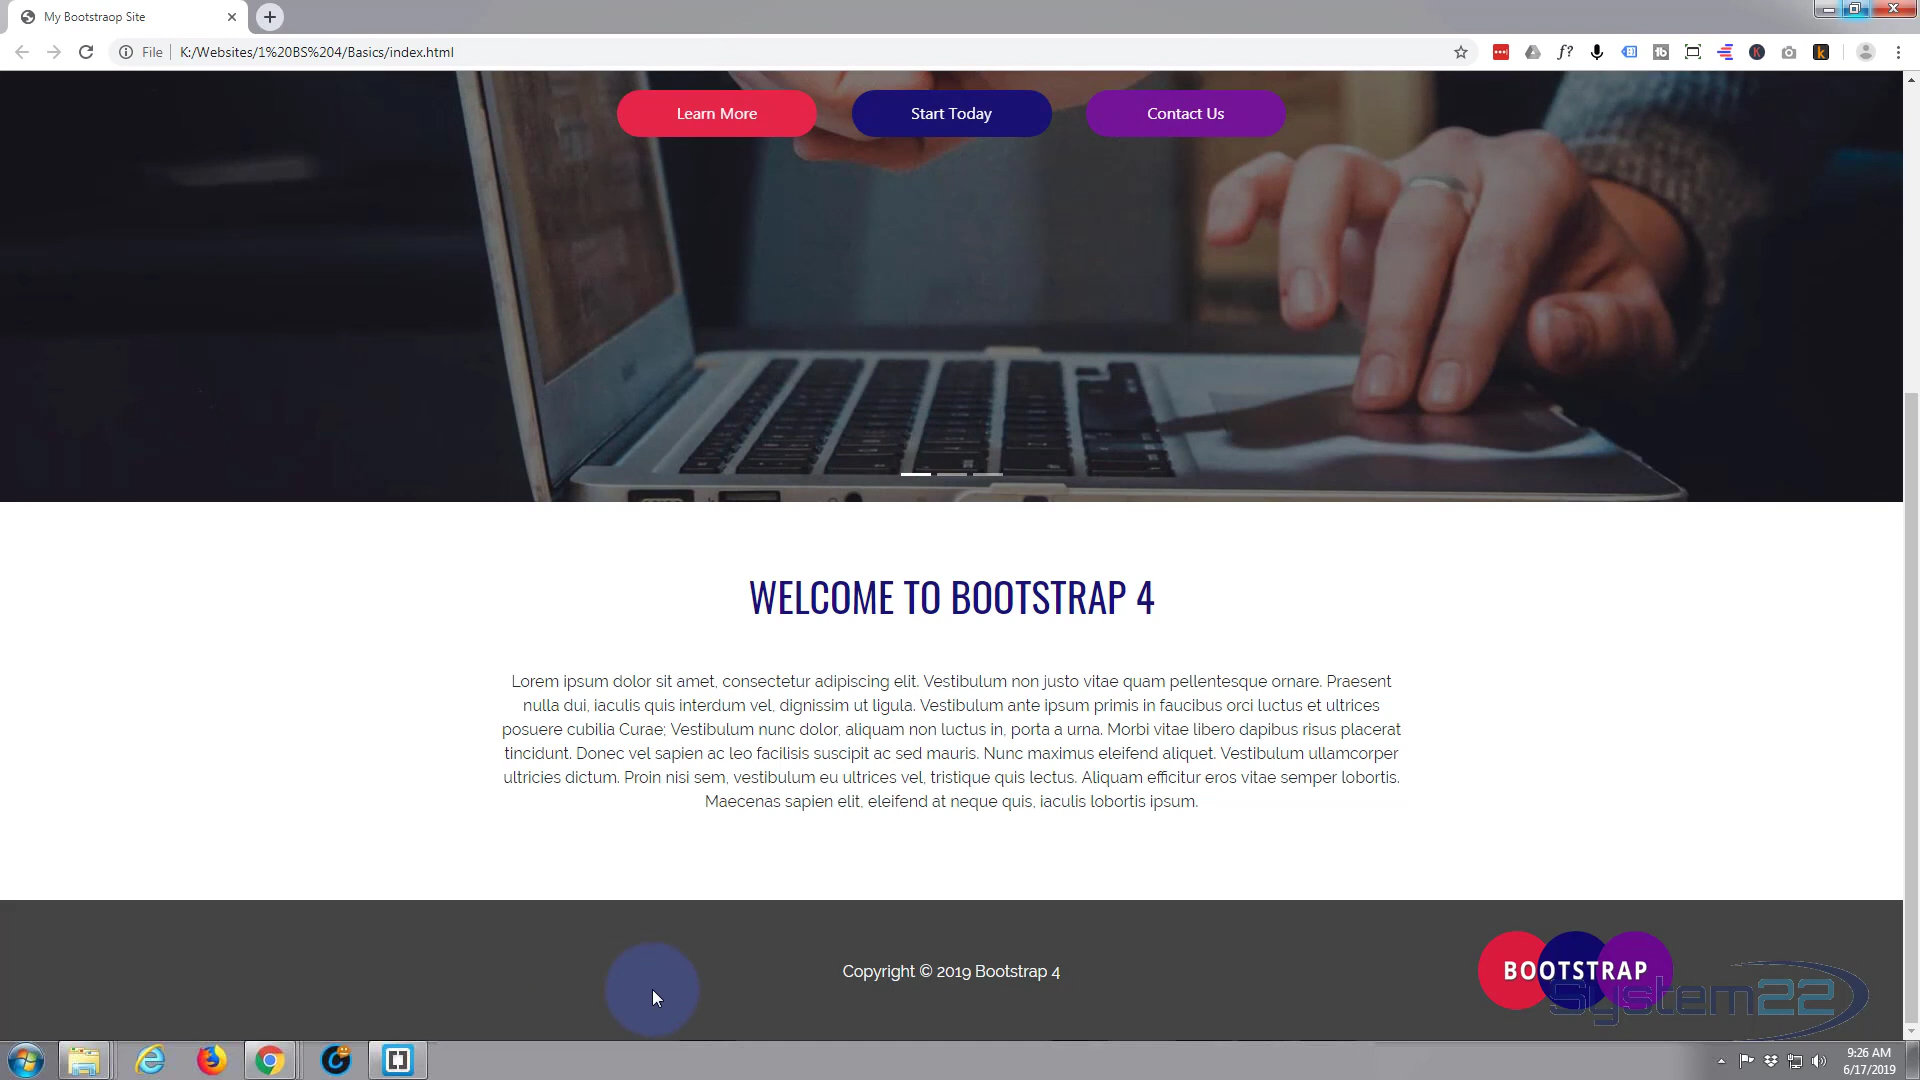 My Bootstraop Site
File
K:/Websites/1%20BS%204/Basics/index.html
Learn More
Start Today
Contact Us
WELCOME TO BOOTSTRAP 4
Lorem ipsum dolor sit amet, consectetur adipiscing elit. Vestibulum non justo vitae quam pellentesque ornare. Praesent
nulla dui, iaculis quis interdum vel, dignissim ut ligula. Vestibulum ante ipsum primis in faucibus orci luctus et ultrices
posuere cubilia Curae; Vestibulum nunc dolor, aliquam non luctus in, porta a urna. Morbi vitae libero dapibus risus placerat
tincidunt. Donec vel sapien ac leo facilisis suscipit ac sed mauris. Nunc maximus eleifend aliquet. Vestibulum ullamcorper
ultricies dictum. Proin nisi sem, vestibulum eu ultrices vel, tristique quis lectus. Aliquam efficitur eros vitae semper lobortis.
Maecenas sapien elit, eleifend at neque quis, iaculis lobortis ipsum.
Copyright © 2019 Bootstrap 4
BOOTSTRAP
system22
9:26 AM
6/17/2019